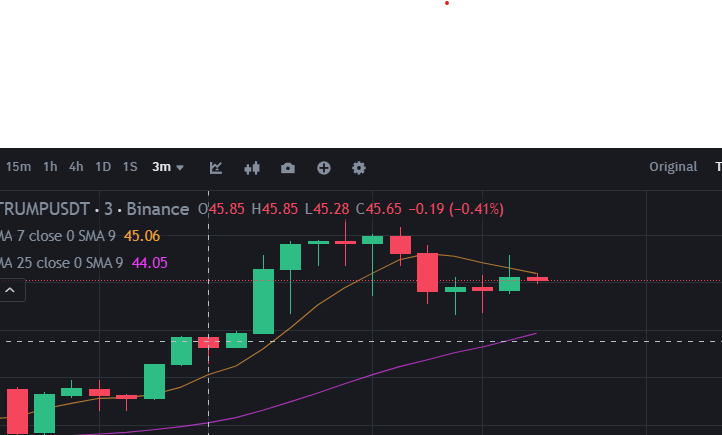 15m 1h 4h 1D 1S 3m Original T
TRUMPUSDT · 3 · Binance O45.85 H45.85 L45.28 C45.65 −0.19 (−0.41%)
MA 7 close 0 SMA 9 45.06
MA 25 close 0 SMA 9 44.05